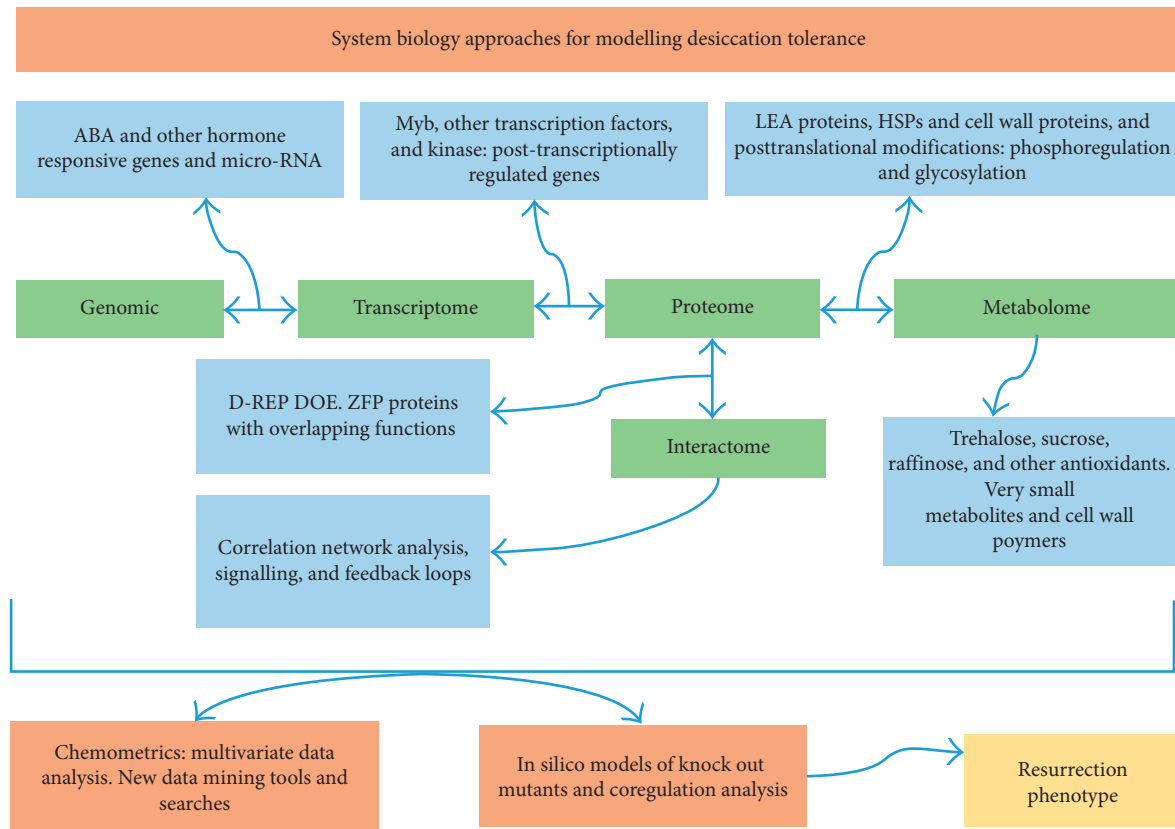 System biology approaches for modelling desiccation tolerance
ABA and other hormone
responsive genes and micro-RNA
Myb, other transcription factors,
and kinase: post-transcriptionally
regulated genes
LEA proteins, HSPs and cell wall proteins, and
posttranslational modifications: phosphoregulation
and glycosylation
Genomic
Transcriptome
Proteome
Metabolome
D-REP DOE. ZFP proteins
with overlapping functions
Interactome
Trehalose, sucrose,
raffinose, and other antioxidants.
Very small
metabolites and cell wall
poymers
Correlation network analysis,
signalling, and feedback loops
Chemometrics: multivariate data
analysis. New data mining tools and
searches
In silico models of knock out
mutants and coregulation analysis
Resurrection
phenotype